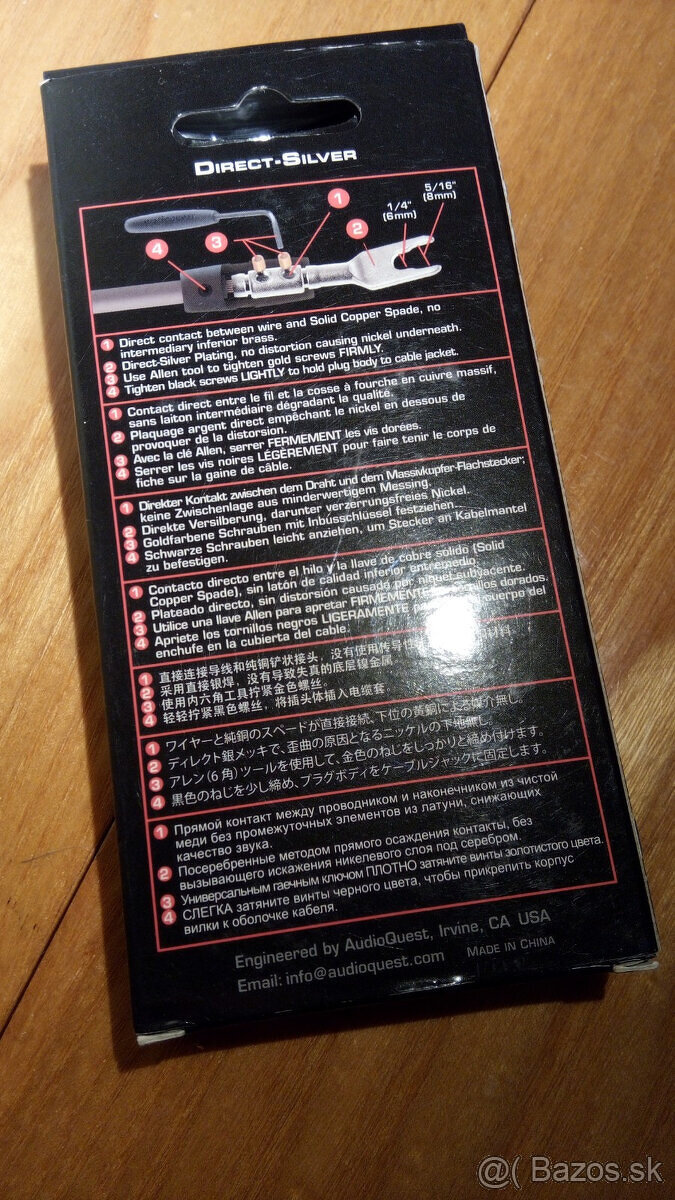 DIRECT-SILVER
5/16"
(8mm)
1/4"
(6mm)
1
2
3
4
1 Direct contact between wire and Solid Copper Spade, no
intermediary inferior brass.
2 Direct-Silver Plating, no distortion causing nickel underneath.
3 Use Allen tool to tighten gold screws FIRMLY.
4 Tighten black screws LIGHTLY to hold plug body to cable jacket.
1 Contact direct entre le fil et la cosse à fourche en cuivre massif,
sans laiton intermédiaire dégradant la qualité.
2 Plaquage argent direct empêchant le nickel en dessous de
provoquer de la distorsion.
3 Avec la clé Allen, serrer FERMEMENT les vis dorées.
4 Serrer les vis noires LÉGÈREMENT pour faire tenir le corps de
fiche sur la gaine de câble.
1 Direkter Kontakt zwischen dem Draht und dem Massivkupfer-Flachstecker;
keine Zwischenlage aus minderwertigem Messing.
2 Direkte Versilberung, darunter verzerrungsfreies Nickel.
3 Goldfarbene Schrauben mit Inbusschlüssel festziehen.
4 Schwarze Schrauben leicht anziehen, um Stecker an Kabelmantel
zu befestigen.
1 Contacto directo entre el hilo y la llave de cobre sólido (Solid
Copper Spade), sin latón de calidad inferior entremedio.
2 Plateado directo, sin distorsión causada por níquel subyacente.
3 Utilice una llave Allen para apretar FIRMEMENTE tornillos dorados.
4 Apriete los tornillos negros LIGERAMENTE cuerpo del
enchufe en la cubierta del cable.
1 直接连接导线和纯铜铲状接头，没有使用传导性 材料.
2 采用直接银焊，没有导致失真的底层镍金属
3 使用内六角工具拧紧金色螺丝。
4 轻轻拧紧黑色螺丝，将插头体插入电缆套。
1 ワイヤーと純銅のスペードが直接接続、下位の黄銅による媒介無し。
2 ディレクト銀メッキで、歪曲の原因となるニッケルの下地無し。
3 アレン（6角）ツールを使用して、金色のねじをしっかりと締め付けます。
4 黒色のねじを少し締め、プラグボディをケーブルジャックに固定します。
1 Прямой контакт между проводником и наконечником из чистой
меди без промежуточных элементов из латуни, снижающих
качество звука.
2 Посеребренные методом прямого осаждения контакты, без
вызывающего искажения никелевого слоя под серебром.
3 Универсальным гаечным ключом ПЛОТНО затяните винты золотистого цвета.
4 СЛЕГКА затяните винты черного цвета, чтобы прикрепить корпус
вилки к оболочке кабеля.
Engineered by AudioQuest, Irvine, CA USA
Email: info@audioquest.com MADE IN CHINA
@( Bazos.sk